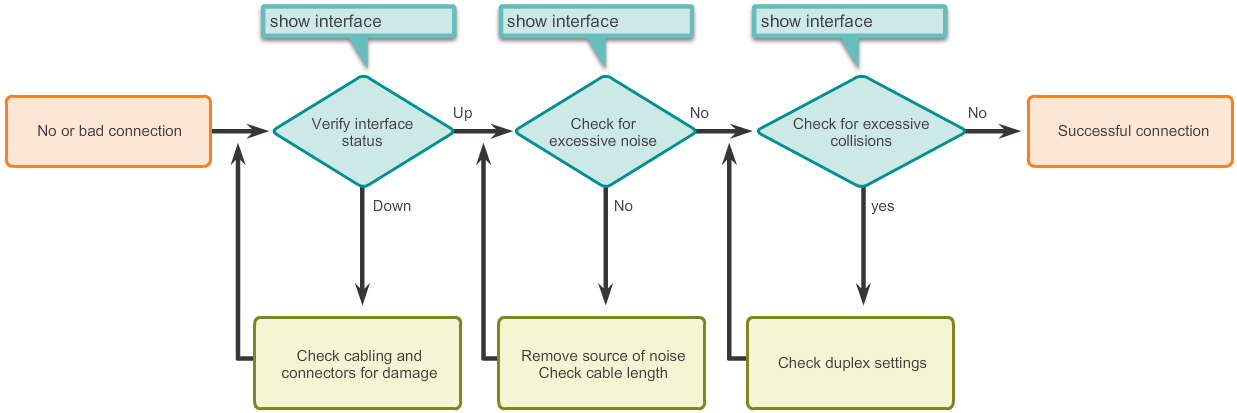 show interface
show interface
show interface
No or bad connection
Verify interface
status
Up
Check for
excessive noise
No
Check for excessive
collisions
No
Successful connection
Down
No
yes
Check cabling and
connectors for damage
Remove source of noise
Check cable length
Check duplex settings